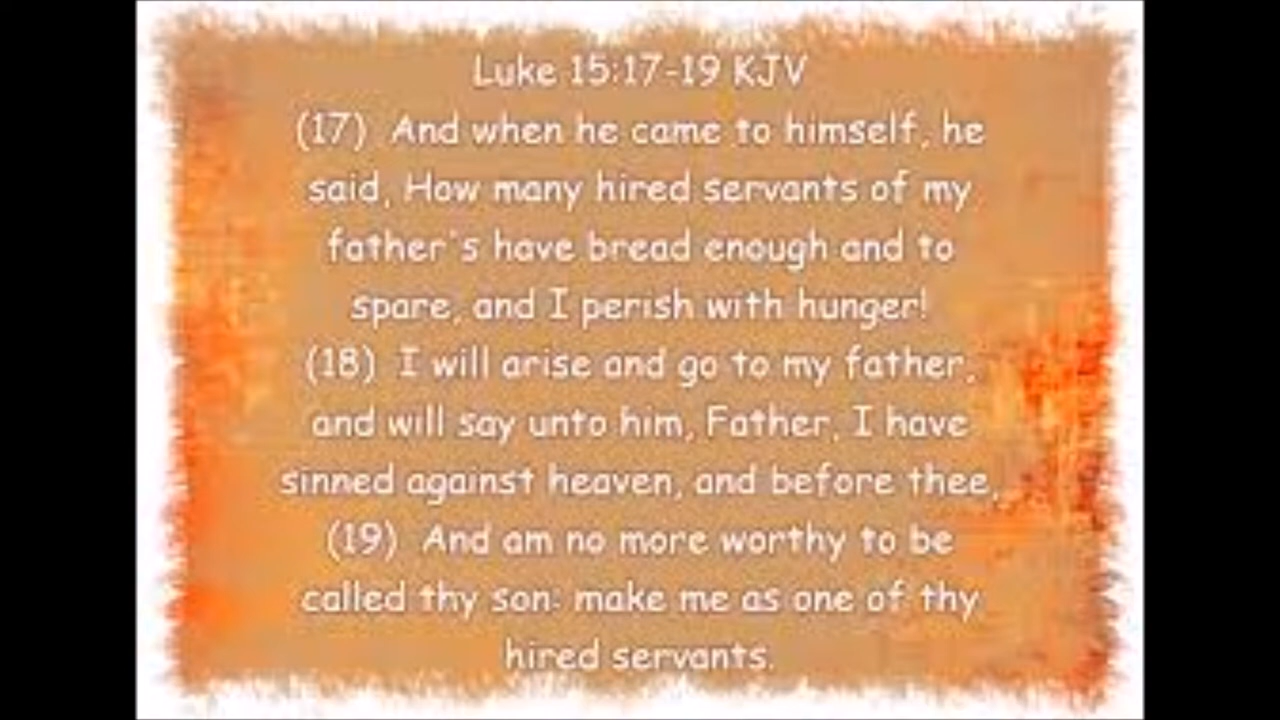 Luke 15:17-19 KJV
(17) And when he came to himself, he
said, How many hired servants of my
father's have bread enough and to
spare, and I perish with hunger!
(18) I will arise and go to my father,
and will say unto him, Father, I have
sinned against heaven, and before thee,
(19) And am no more worthy to be
called thy son: make me as one of thy
hired servants.